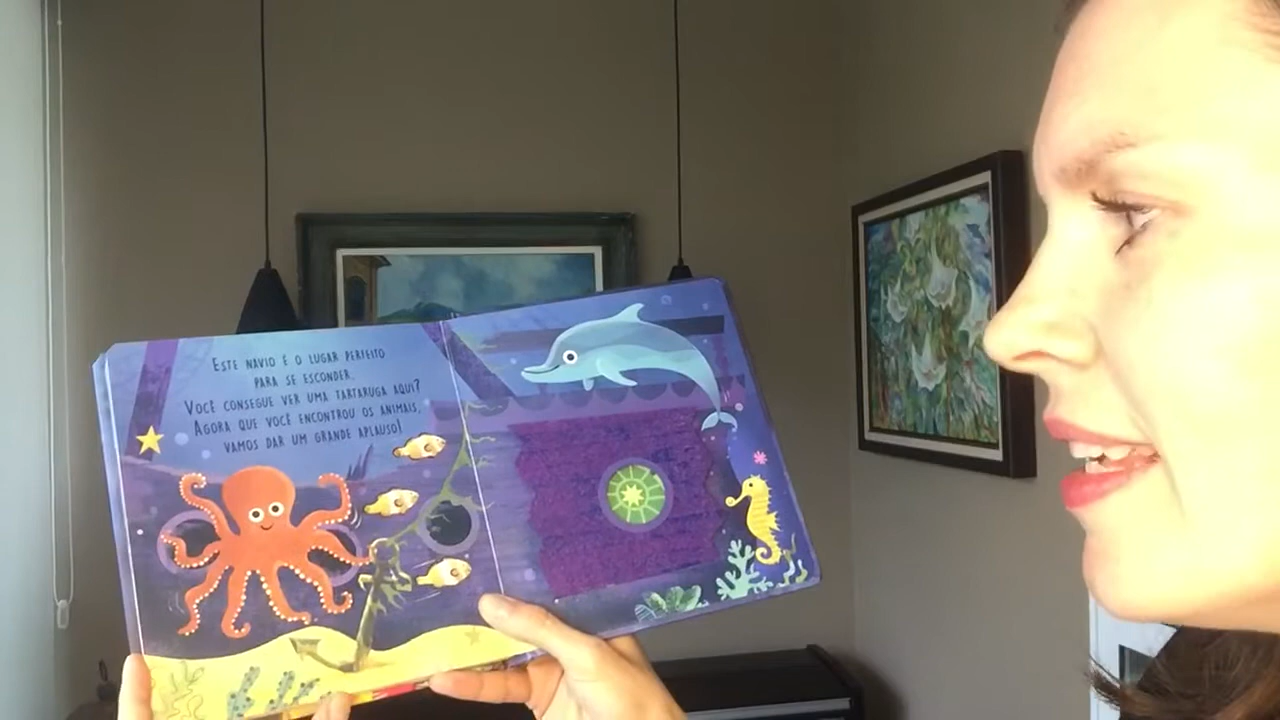 ESTE NAVIO É O LUGAR PERFEITO
PARA SE ESCONDER.
VOCÊ CONSEGUE VER UMA TARTARUGA AQUI?
AGORA QUE VOCÊ ENCONTROU OS ANIMAIS,
VAMOS DAR UM GRANDE APLAUSO!